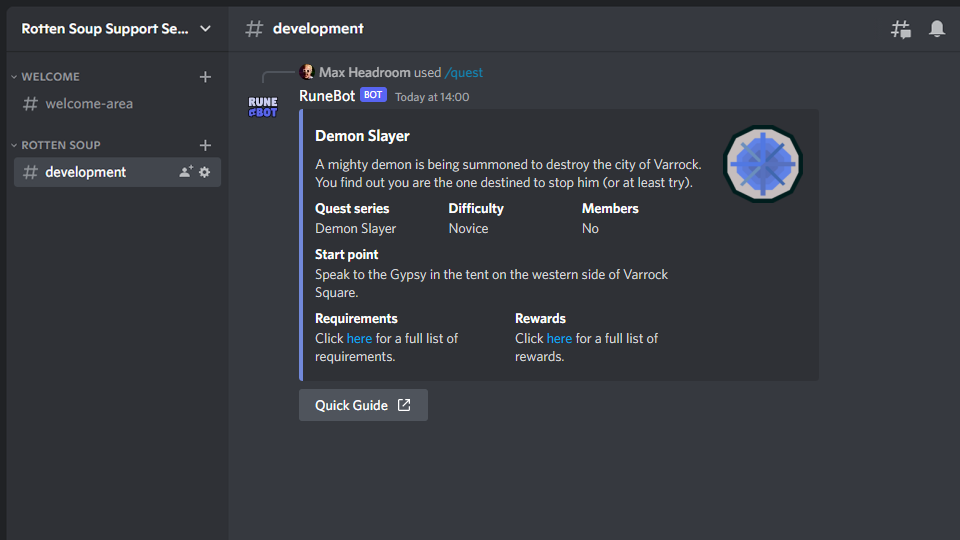 Rotten Soup Support Se...
# development
WELCOME
# welcome-area
ROTTEN SOUP
# development
Max Headroom used /quest
RUNE
BOT
RuneBot BOT Today at 14:00
Demon Slayer
A mighty demon is being summoned to destroy the city of Varrock.
You find out you are the one destined to stop him (or at least try).
Quest series Difficulty Members
Demon Slayer Novice No
Start point
Speak to the Gypsy in the tent on the western side of Varrock
Square.
Requirements Rewards
Click here for a full list of Click here for a full list of
requirements. rewards.
Quick Guide